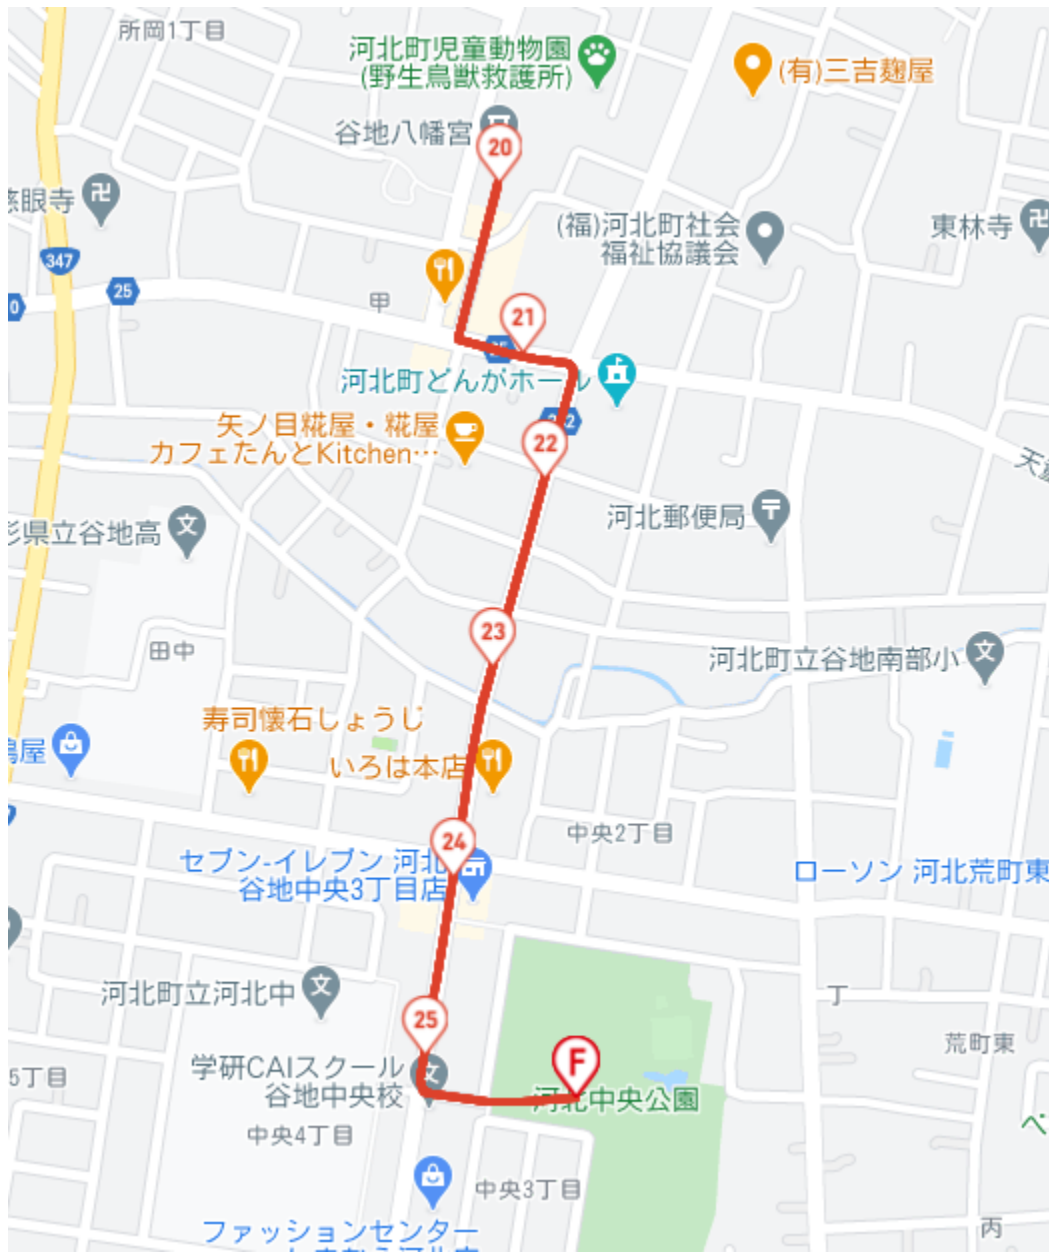 所岡1丁目
河北町児童動物園
(野生鳥獣救護所)
(有)三吉麹屋
谷地八幡宮
20
慈眼寺
(福)河北町社会
福祉協議会
東林寺
347
25
甲
21
河北町どんがホール
矢ノ目糀屋・糀屋
カフェたんとKitchen…
22
河北郵便局
県立谷地高
23
田中
河北町立谷地南部小
寿司懐石しょうじ
いろは本店
24
中央2丁目
セブン-イレブン 河北
谷地中央3丁目店
ローソン 河北荒町東
河北町立河北中
丁
25
荒町東
学研CAIスクール
谷地中央校
5丁目
F
河北中央公園
中央4丁目
中央3丁目
丙
ファッションセンター